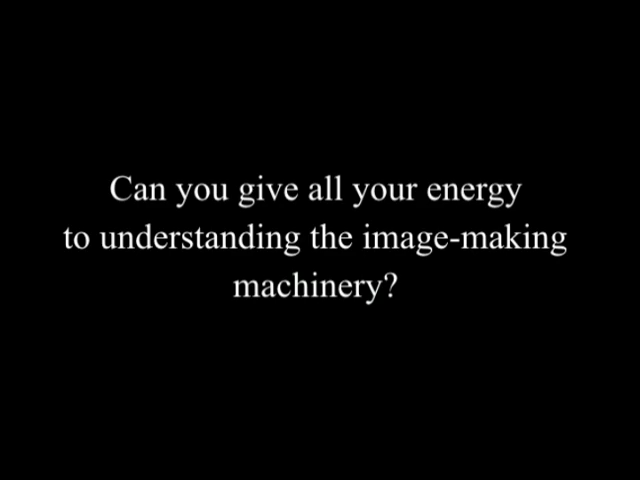 Can you give all your energy
to understanding the image-making
machinery?